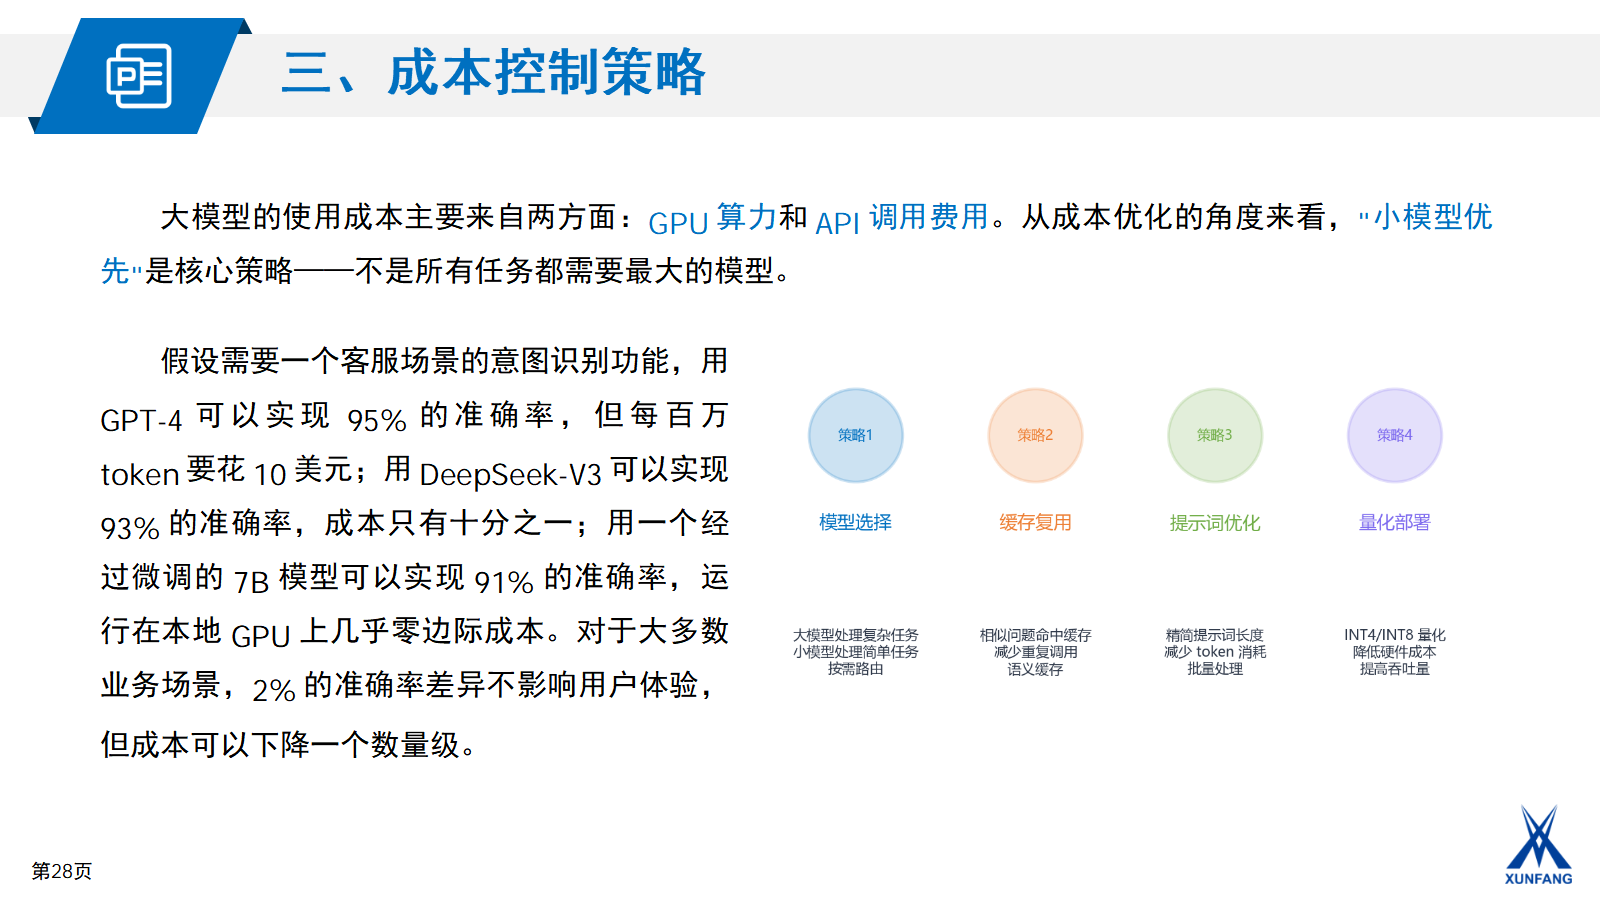 三、成本控制策略
大模型的使用成本主要来自两方面：GPU 算力和 API 调用费用。从成本优化的角度来看，"小模型优
先"是核心策略——不是所有任务都需要最大的模型。
假设需要一个客服场景的意图识别功能，用
GPT-4 可以实现 95% 的准确率，但每百万
token 要花 10 美元；用 DeepSeek-V3 可以实现
93% 的准确率，成本只有十分之一；用一个经
过微调的 7B 模型可以实现 91% 的准确率，运
行在本地 GPU 上几乎零边际成本。对于大多数
业务场景，2% 的准确率差异不影响用户体验，
但成本可以下降一个数量级。
策略1
模型选择
大模型处理复杂任务
小模型处理简单任务
按需路由
策略2
缓存复用
相似问题命中缓存
减少重复调用
语义缓存
策略3
提示词优化
精简提示词长度
减少 token 消耗
批量处理
策略4
量化部署
INT4/INT8 量化
降低硬件成本
提高吞吐量
第28页
XUNFANG